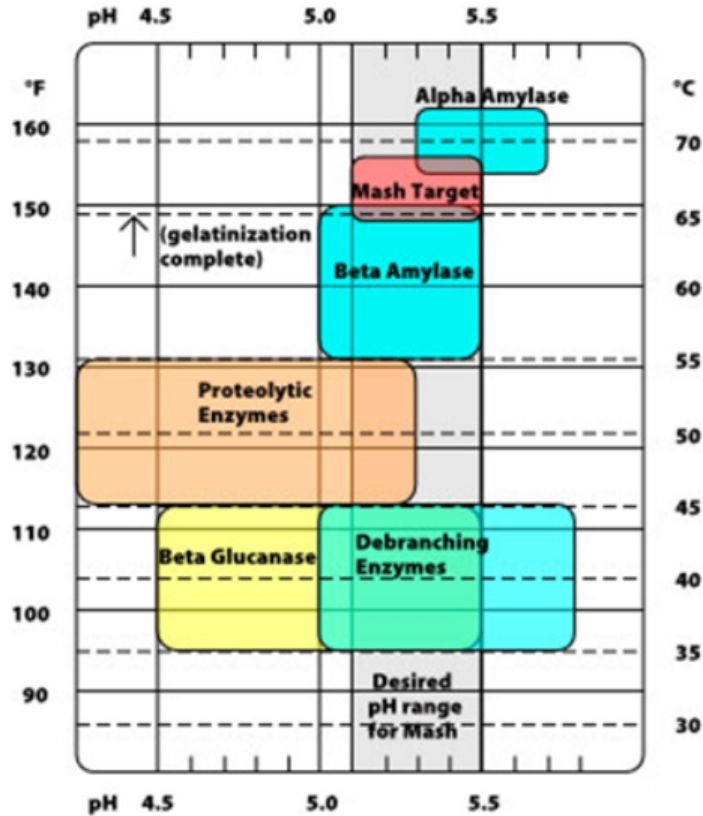 pH 4.5 5.0 5.5
°F °C
Alpha Amylase
160
70
Mash Target
150
65
(gelatinization
complete)
Beta Amylase
140 60
130 55
Proteolytic
Enzymes
50
120
45
110
Debranching
Beta Glucanase
Enzymes
40
100
35
Desired
90
pH range
for Mash
30
pH 4.5 5.0 5.5